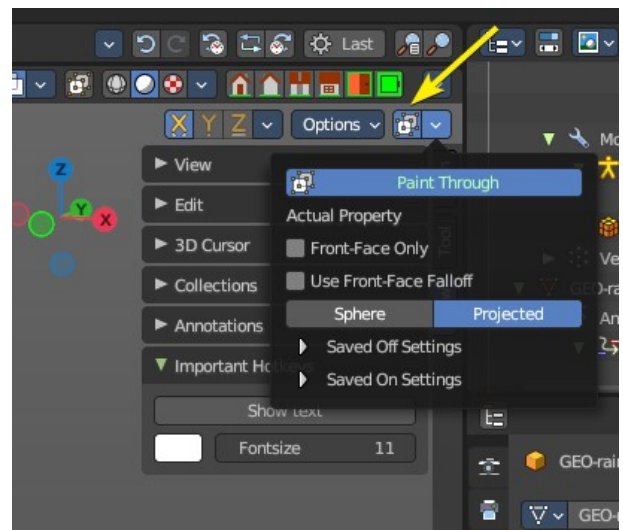 Last
X Y Z Options
Mo
View
Z
Y
X
Paint Through
Edit
Actual Property
3D Cursor
Front-Face Only
Tool
Ve
Collections
Use Front-Face Falloff
GEO-ra
Annotations
Sphere Projected
An
Saved Off Settings
Important Ho
Saved On Settings
Show text
Fontsize 11
GEO-rain
GEO-r